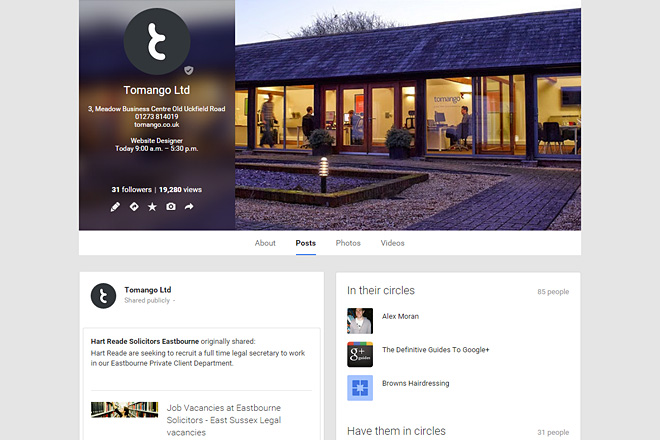 Tomango Ltd
3, Meadow Business Centre Old Uckfield Road
01273 814019
tomango.co.uk
Website Designer
Today 9:00 a.m. – 5:30 p.m.
31 followers | 19,280 views
tomango
About Posts Photos Videos
Tomango Ltd
Shared publicly -
Hart Reade Solicitors Eastbourne originally shared:
Hart Reade are seeking to recruit a full time legal secretary to work
in our Eastbourne Private Client Department.
Job Vacancies at Eastbourne
Solicitors - East Sussex Legal
vacancies
In their circles 85 people
Alex Moran
g+
guides
The Definitive Guides To Google+
Browns Hairdressing
Have them in circles 31 people